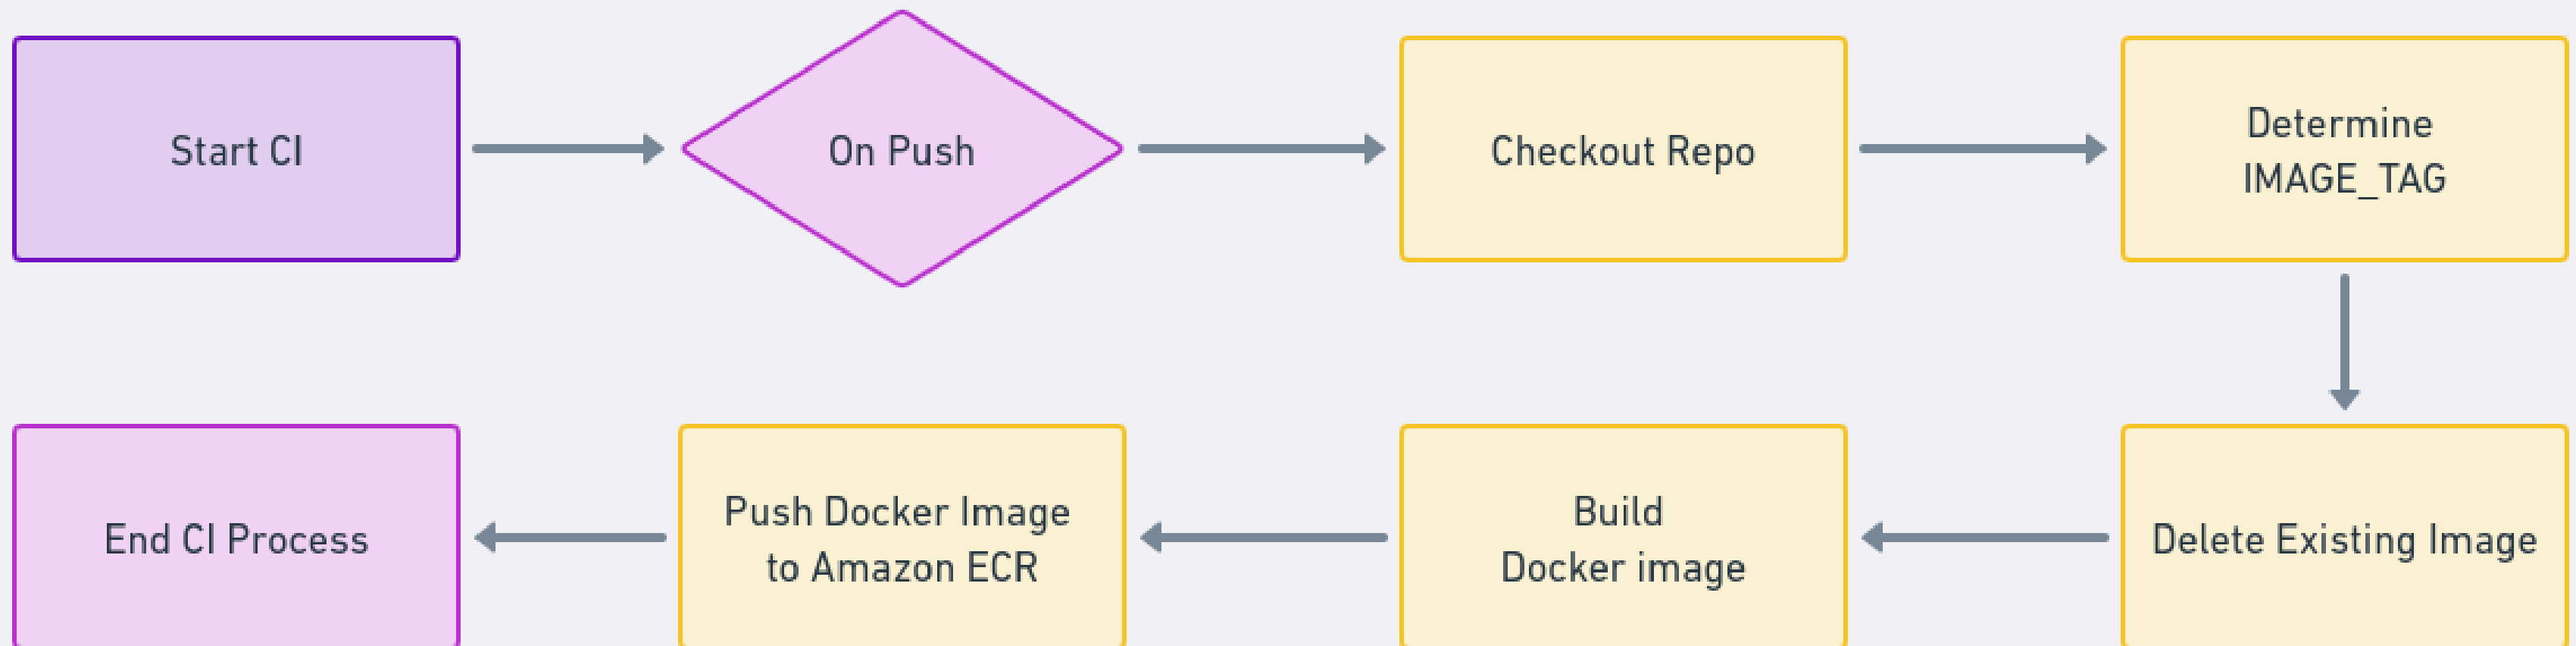 Start CI
On Push
Checkout Repo
Determine
IMAGE_TAG
Delete Existing Image
Build
Docker image
Push Docker Image
to Amazon ECR
End CI Process